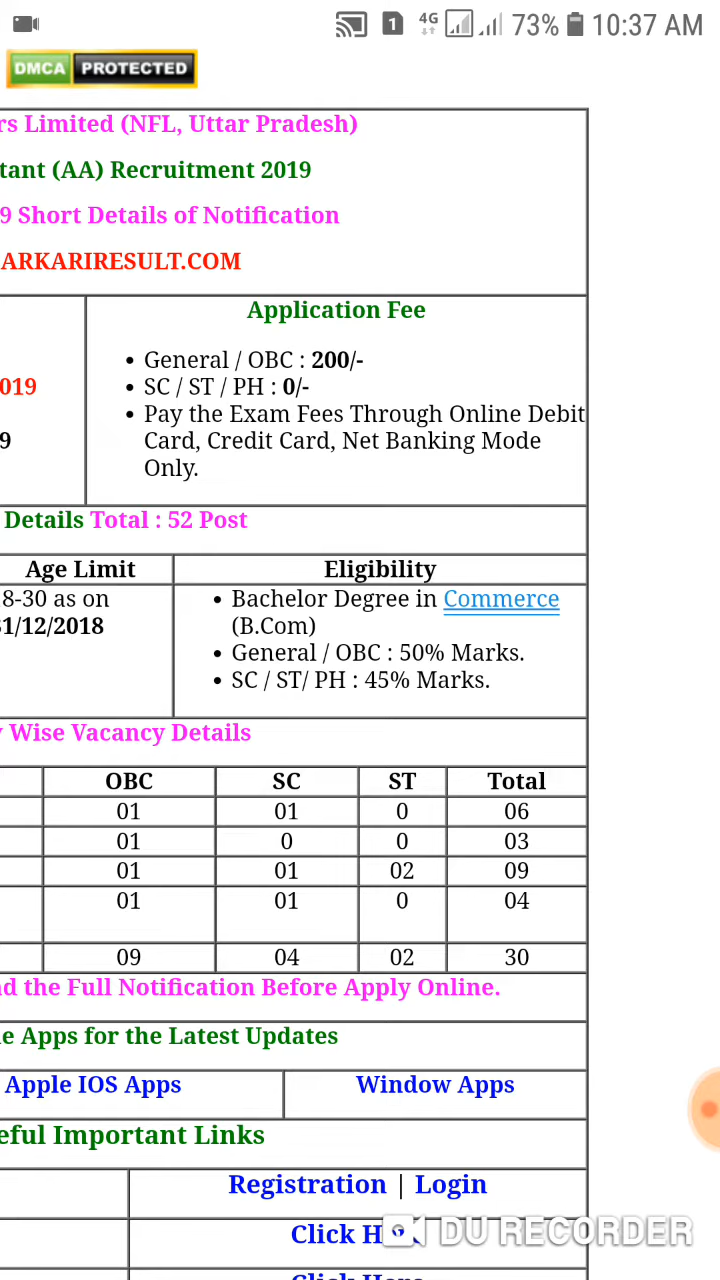 1 4G 73% 10:37 AM
DMCA PROTECTED
rs Limited (NFL, Uttar Pradesh)
tant (AA) Recruitment 2019
9 Short Details of Notification
ARKARIRESULT.COM
Application Fee
• General / OBC : 200/-
019 • SC / ST / PH : 0/-
• Pay the Exam Fees Through Online Debit
9 Card, Credit Card, Net Banking Mode
Only.
Details Total : 52 Post
Age Limit Eligibility
8-30 as on • Bachelor Degree in Commerce
31/12/2018 (B.Com)
• General / OBC : 50% Marks.
• SC / ST/ PH : 45% Marks.
Wise Vacancy Details
OBC SC ST Total
01 01 0 06
01 0 0 03
01 01 02 09
01 01 0 04
09 04 02 30
d the Full Notification Before Apply Online.
e Apps for the Latest Updates
Apple IOS Apps Window Apps
eful Important Links
Registration | Login
Click H
DU RECORDER
Click Here